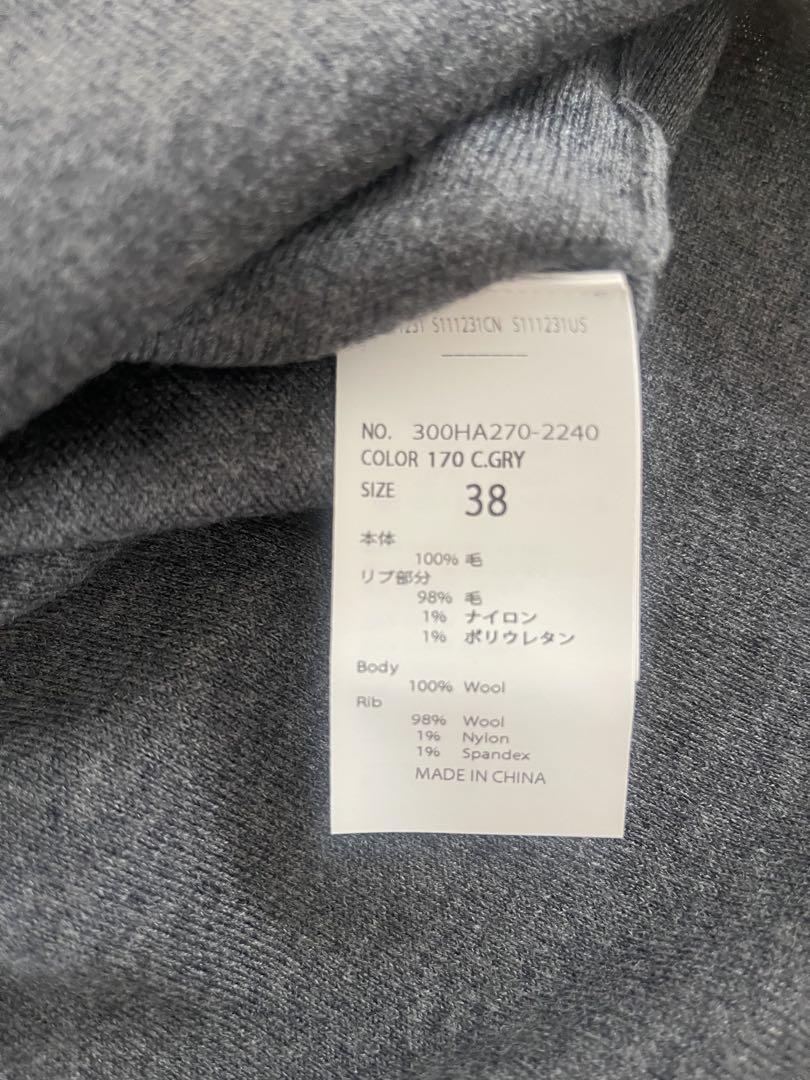 S111231CN S111231US
NO. 300HA270-2240
COLOR 170 C.GRY
SIZE 38
本体
100% 毛
リブ部分
98% 毛
1% ナイロン
1% ポリウレタン
Body
100% Wool
Rib
98% Wool
1% Nylon
1% Spandex
MADE IN CHINA